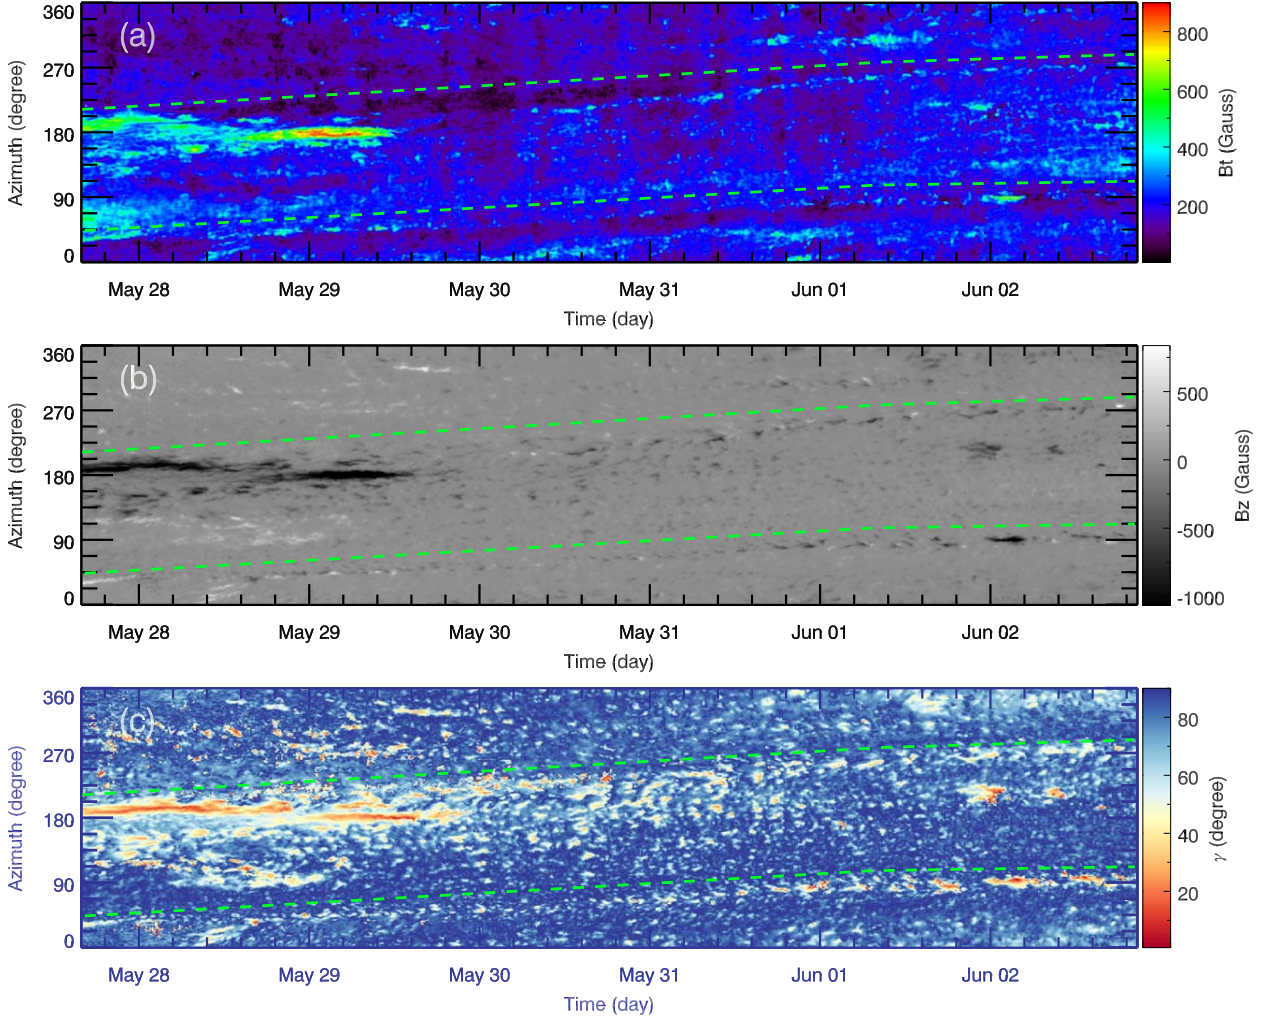 (a)
360
270
180
90
0
Azimuth (degree)
May 28 May 29 May 30 May 31 Jun 01 Jun 02
Time (day)
800
600
400
200
Bt (Gauss)
(b)
360
270
180
90
0
Azimuth (degree)
May 28 May 29 May 30 May 31 Jun 01 Jun 02
Time (day)
500
0
-500
-1000
Bz (Gauss)
(c)
360
270
180
90
0
Azimuth (degree)
May 28 May 29 May 30 May 31 Jun 01 Jun 02
Time (day)
80
60
40
20
γ (degree)